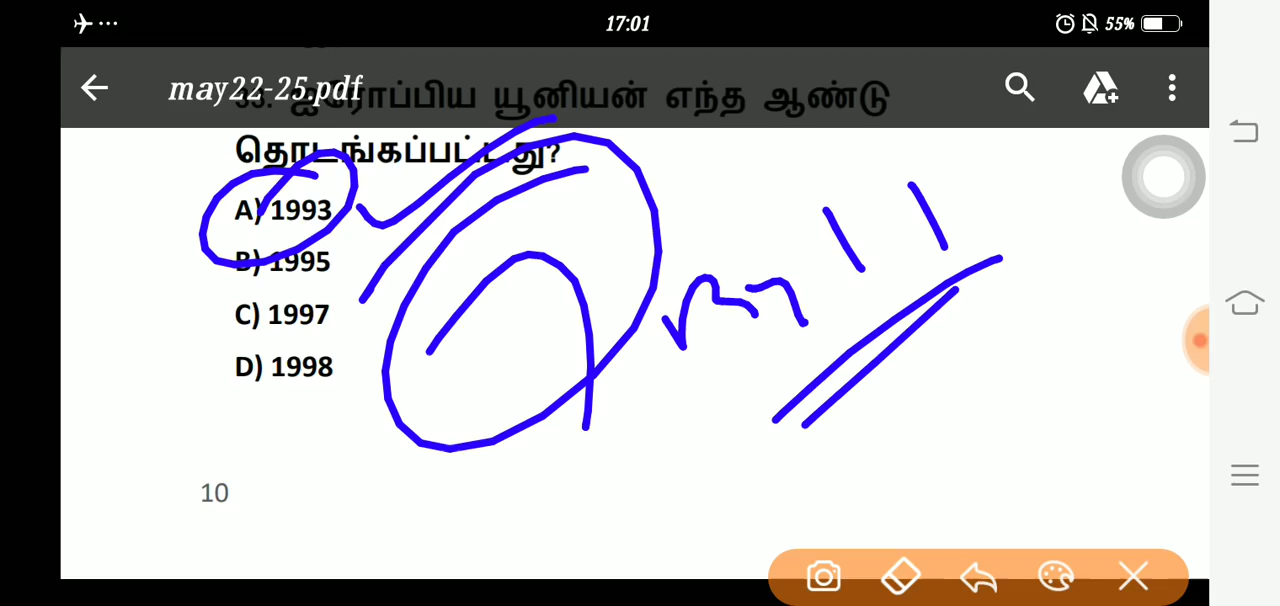 17:01
55%
may22-25.pdf
ஐரோப்பிய யூனியன் எந்த ஆண்டு
தொடங்கப்பட்டது?
A) 1993
B) 1995
C) 1997
D) 1998
10